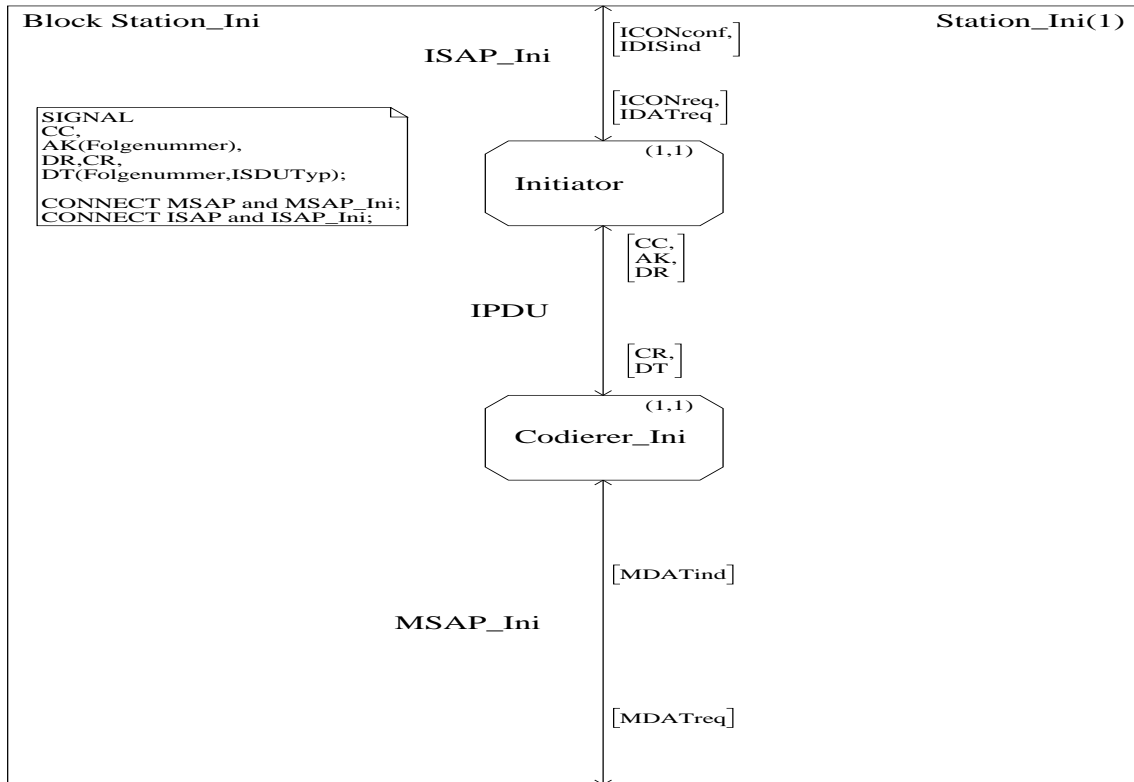 Block Station_Ini
Station_Ini(1)
[ICONconf,
IDISind]
ISAP_Ini
[ICONreq,
IDATreq]
SIGNAL
CC,
AK(Folgenummer),
DR,CR,
DT(Folgenummer,ISDUTyp);
CONNECT MSAP and MSAP_Ini;
CONNECT ISAP and ISAP_Ini;
(1,1)
Initiator
[CC,
AK,
DR]
IPDU
[CR,
DT]
(1,1)
Codierer_Ini
[MDATind]
MSAP_Ini
[MDATreq]